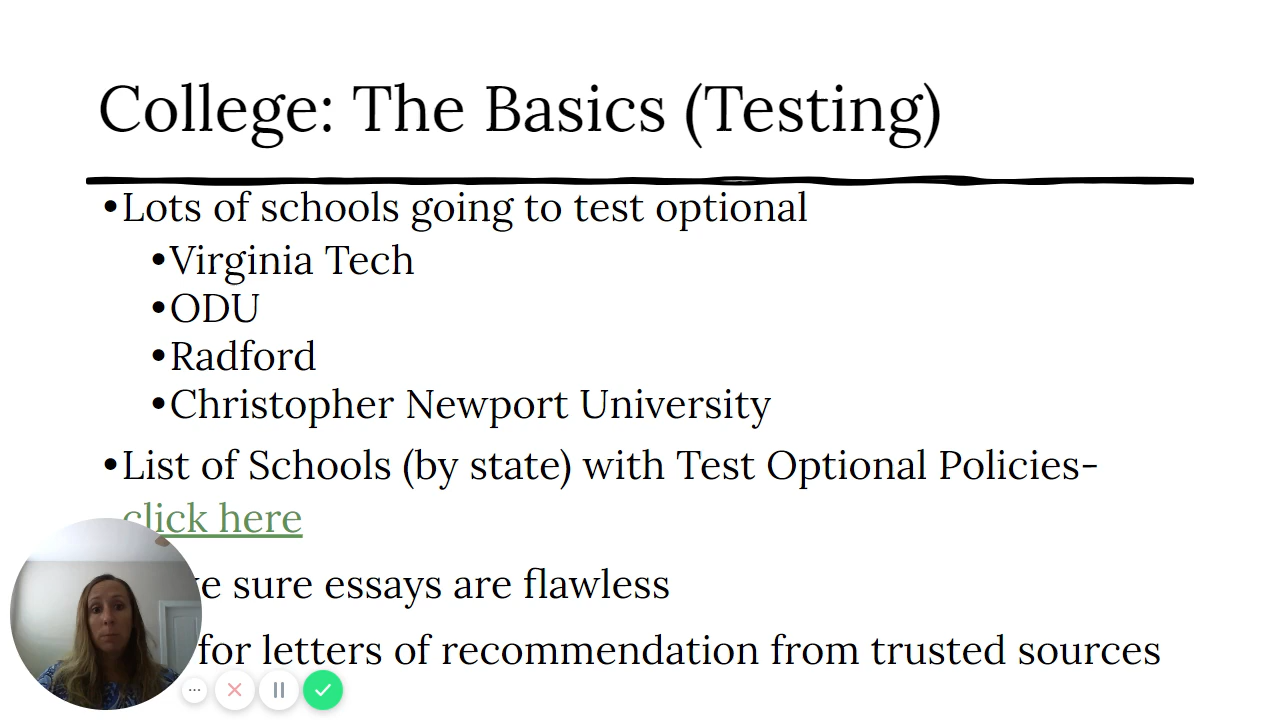 College: The Basics (Testing)
•Lots of schools going to test optional
•Virginia Tech
•ODU
•Radford
•Christopher Newport University
•List of Schools (by state) with Test Optional Policies-
click here
sure essays are flawless
for letters of recommendation from trusted sources